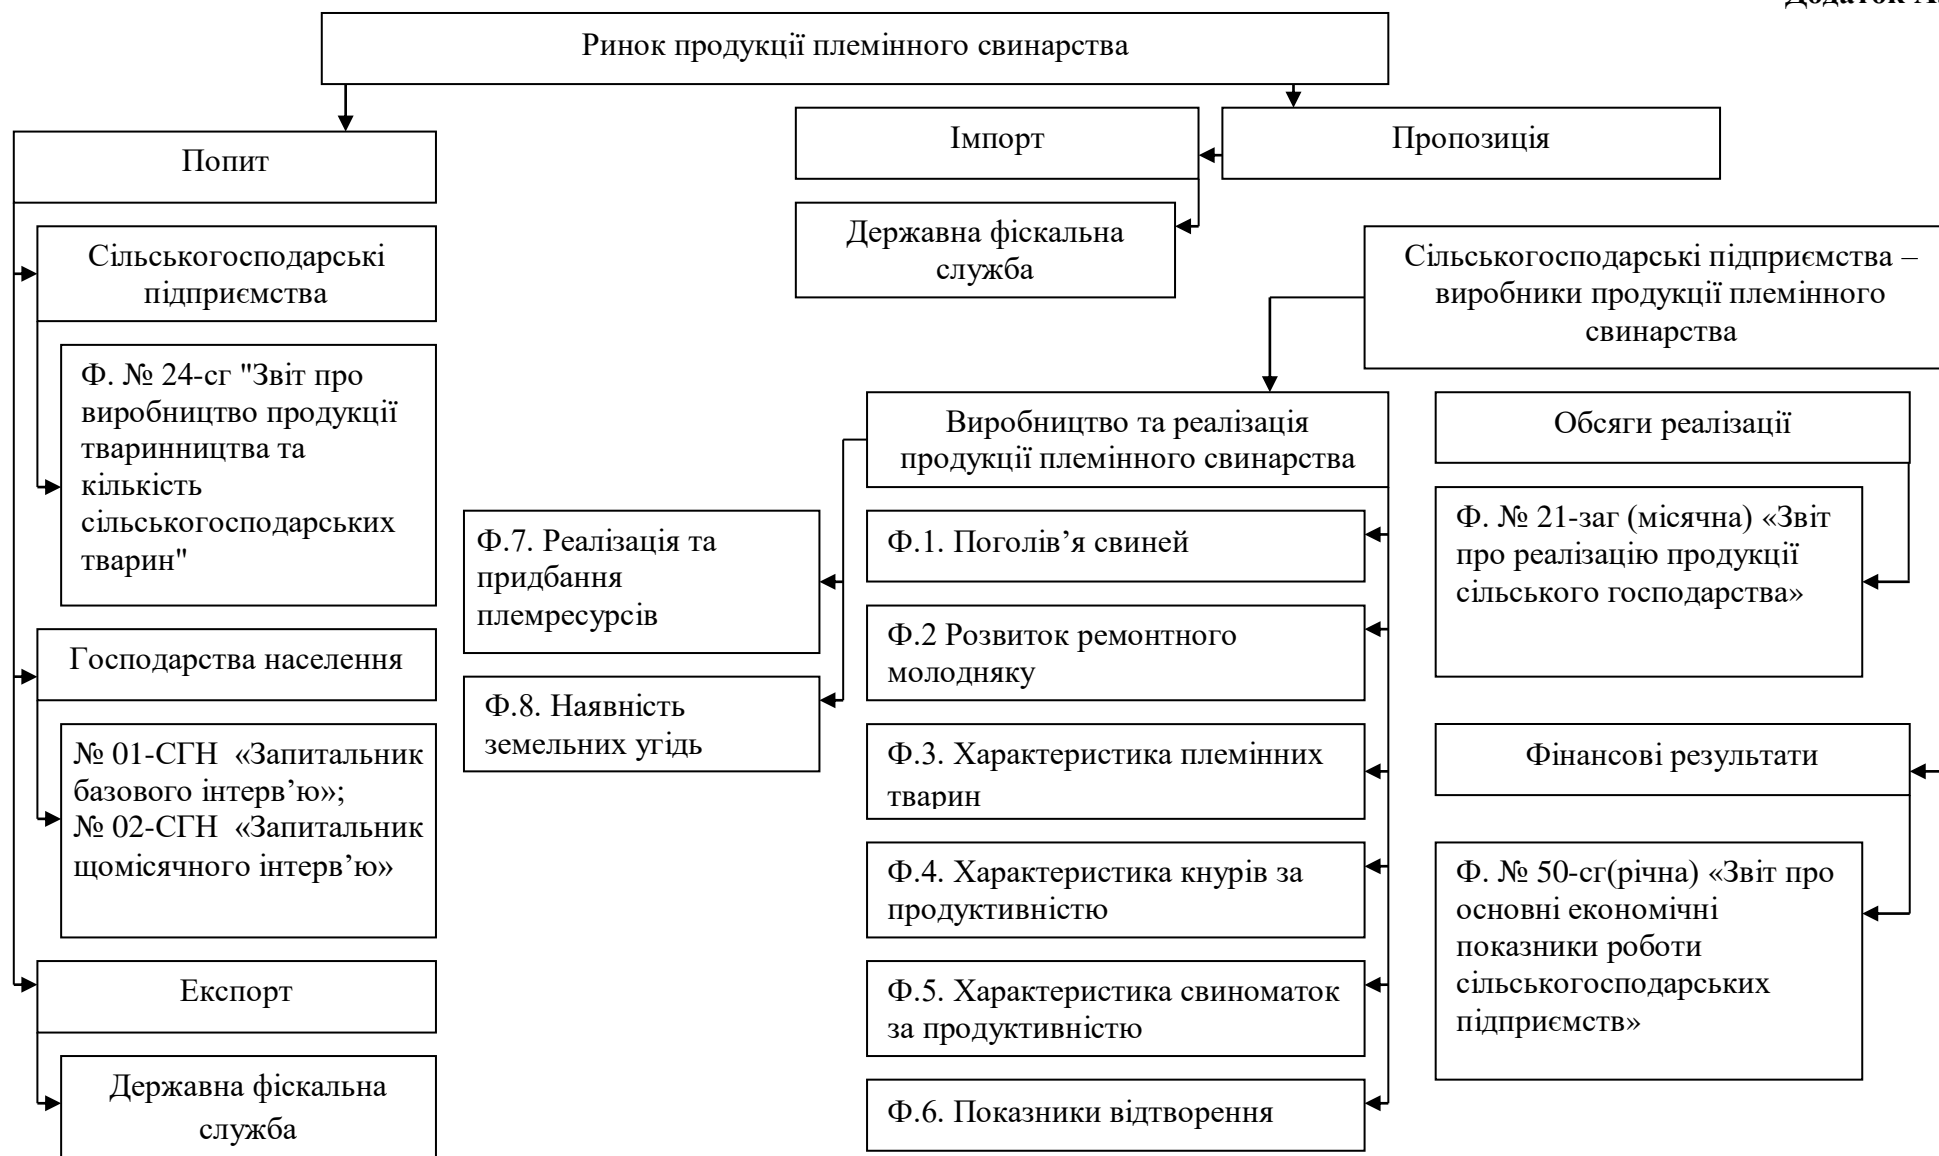 Додаток А
Ринок продукції племінного свинарства
Попит
Імпорт
Пропозиція
Сільськогосподарські
підприємства
Державна фіскальна
служба
Сільськогосподарські підприємства –
виробники продукції племінного
свинарства
Ф. № 24-сг "Звіт про
виробництво продукції
тваринництва та
кількість
сільськогосподарських
тварин"
Виробництво та реалізація
продукції племінного свинарства
Обсяги реалізації
Ф.7. Реалізація та
придбання
племресурсів
Ф.1. Поголів’я свиней
Ф. № 21-заг (місячна) «Звіт
про реалізацію продукції
сільського господарства»
Господарства населення
Ф.2 Розвиток ремонтного
молодняку
Ф.8. Наявність
земельних угідь
№ 01-СГН «Запитальник
базового інтерв’ю»;
№ 02-СГН «Запитальник
щомісячного інтерв’ю»
Ф.3. Характеристика племінних
тварин
Фінансові результати
Ф.4. Характеристика кнурів за
продуктивністю
Ф. № 50-сг(річна) «Звіт про
основні економічні
показники роботи
сільськогосподарських
підприємств»
Експорт
Ф.5. Характеристика свиноматок
за продуктивністю
Державна фіскальна
служба
Ф.6. Показники відтворення